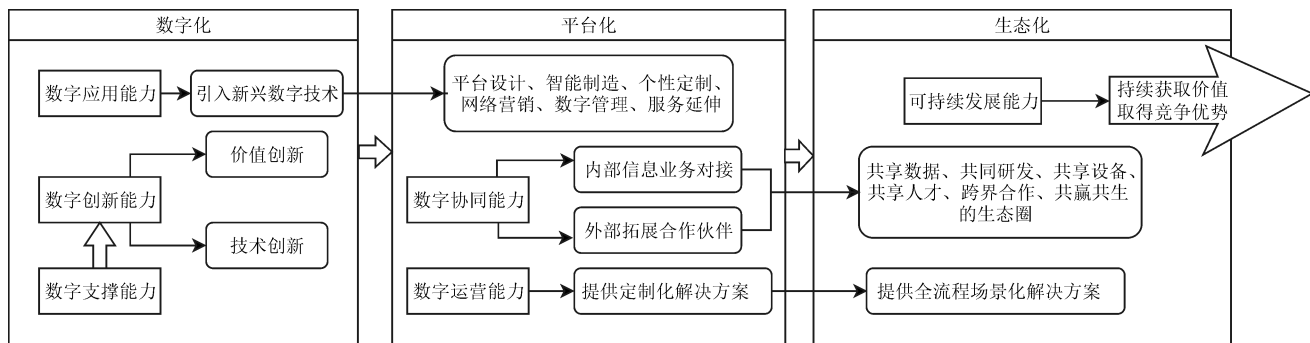 数字化
数字应用能力
引入新兴数字技术
数字创新能力
价值创新
技术创新
数字支撑能力
平台化
平台设计、智能制造、个性定制、
网络营销、数字管理、服务延伸
数字协同能力
内部信息业务对接
外部拓展合作伙伴
数字运营能力
提供定制化解决方案
生态化
可持续发展能力
持续获取价值
取得竞争优势
共享数据、共同研发、共享设备、
共享人才、跨界合作、共赢共生
的生态圈
提供全流程场景化解决方案